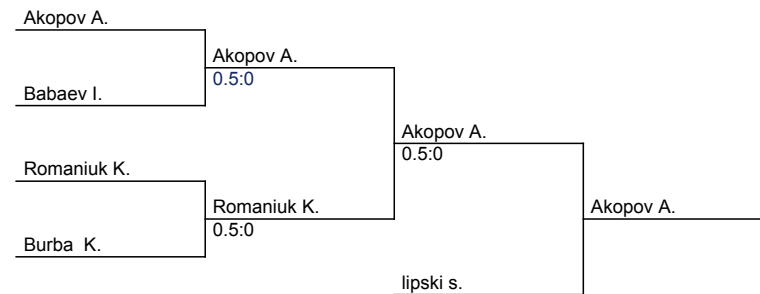 Akopov A.
Akopov A.
0.5:0
Babaev I.
Akopov A.
0.5:0
Romaniuk K.
Romaniuk K.
0.5:0
Akopov A.
Burba  K.
lipski s.